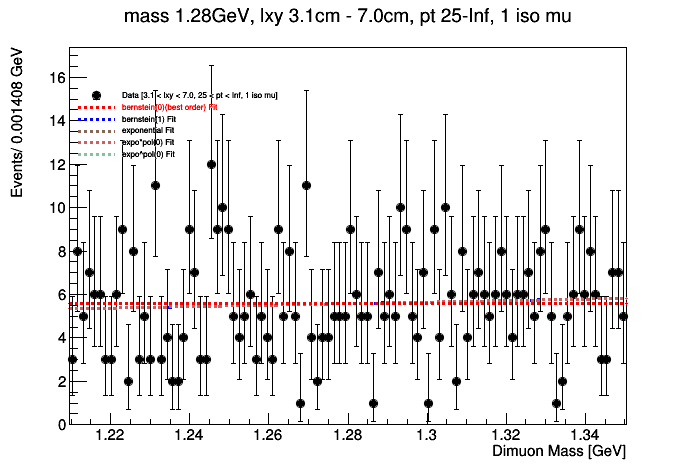 mass 1.28GeV, lxy 3.1cm - 7.0cm, pt 25-Inf, 1 iso mu
Events/ 0.001408 GeV
16
14
12
10
8
6
4
2
0
Data [3.1 < lxy < 7.0, 25 < pt < Inf, 1 iso mu]
bernstein(0)(best order) Fit
bernstein(1) Fit
exponential Fit
expo*pol(0) Fit
expo^pol(0) Fit
1.22 1.24 1.26 1.28 1.3 1.32 1.34
Dimuon Mass [GeV]